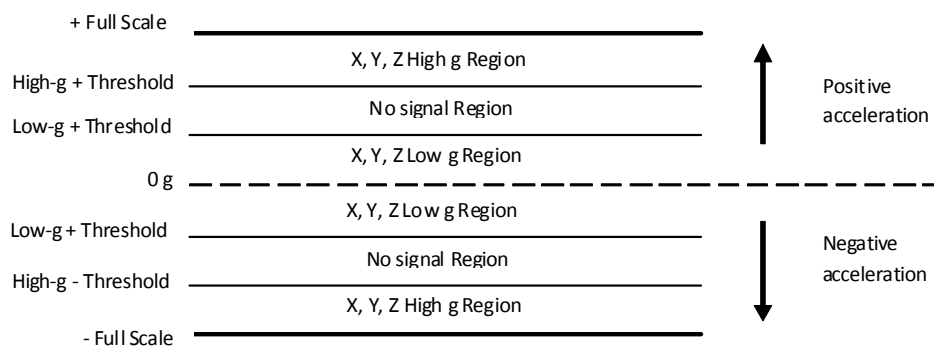 + Full Scale
X, Y, Z High g Region
High-g + Threshold
No signal Region
Positive
acceleration
Low-g + Threshold
X, Y, Z Low g Region
0 g
X, Y, Z Low g Region
Low-g + Threshold
No signal Region
Negative
acceleration
High-g - Threshold
X, Y, Z High g Region
- Full Scale